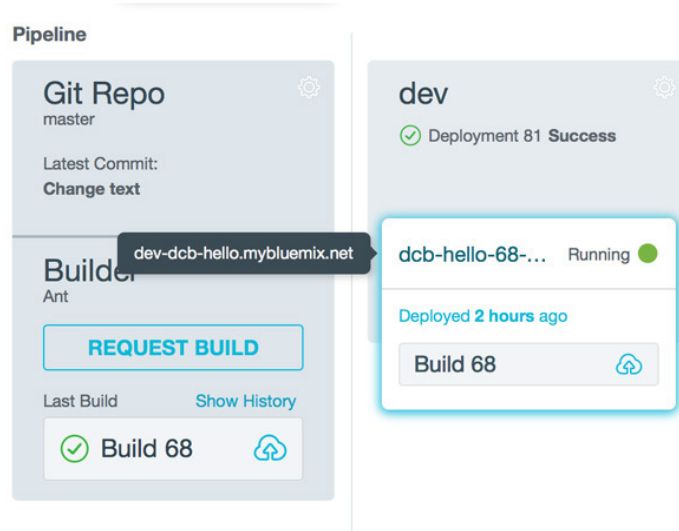 Pipeline
Git Repo
master
Latest Commit:
Change text
Builder
Ant
REQUEST BUILD
Last Build Show History
Build 68
dev
Deployment 81 Success
dev-dcb-hello.mybluemix.net
dcb-hello-68-... Running
Deployed 2 hours ago
Build 68